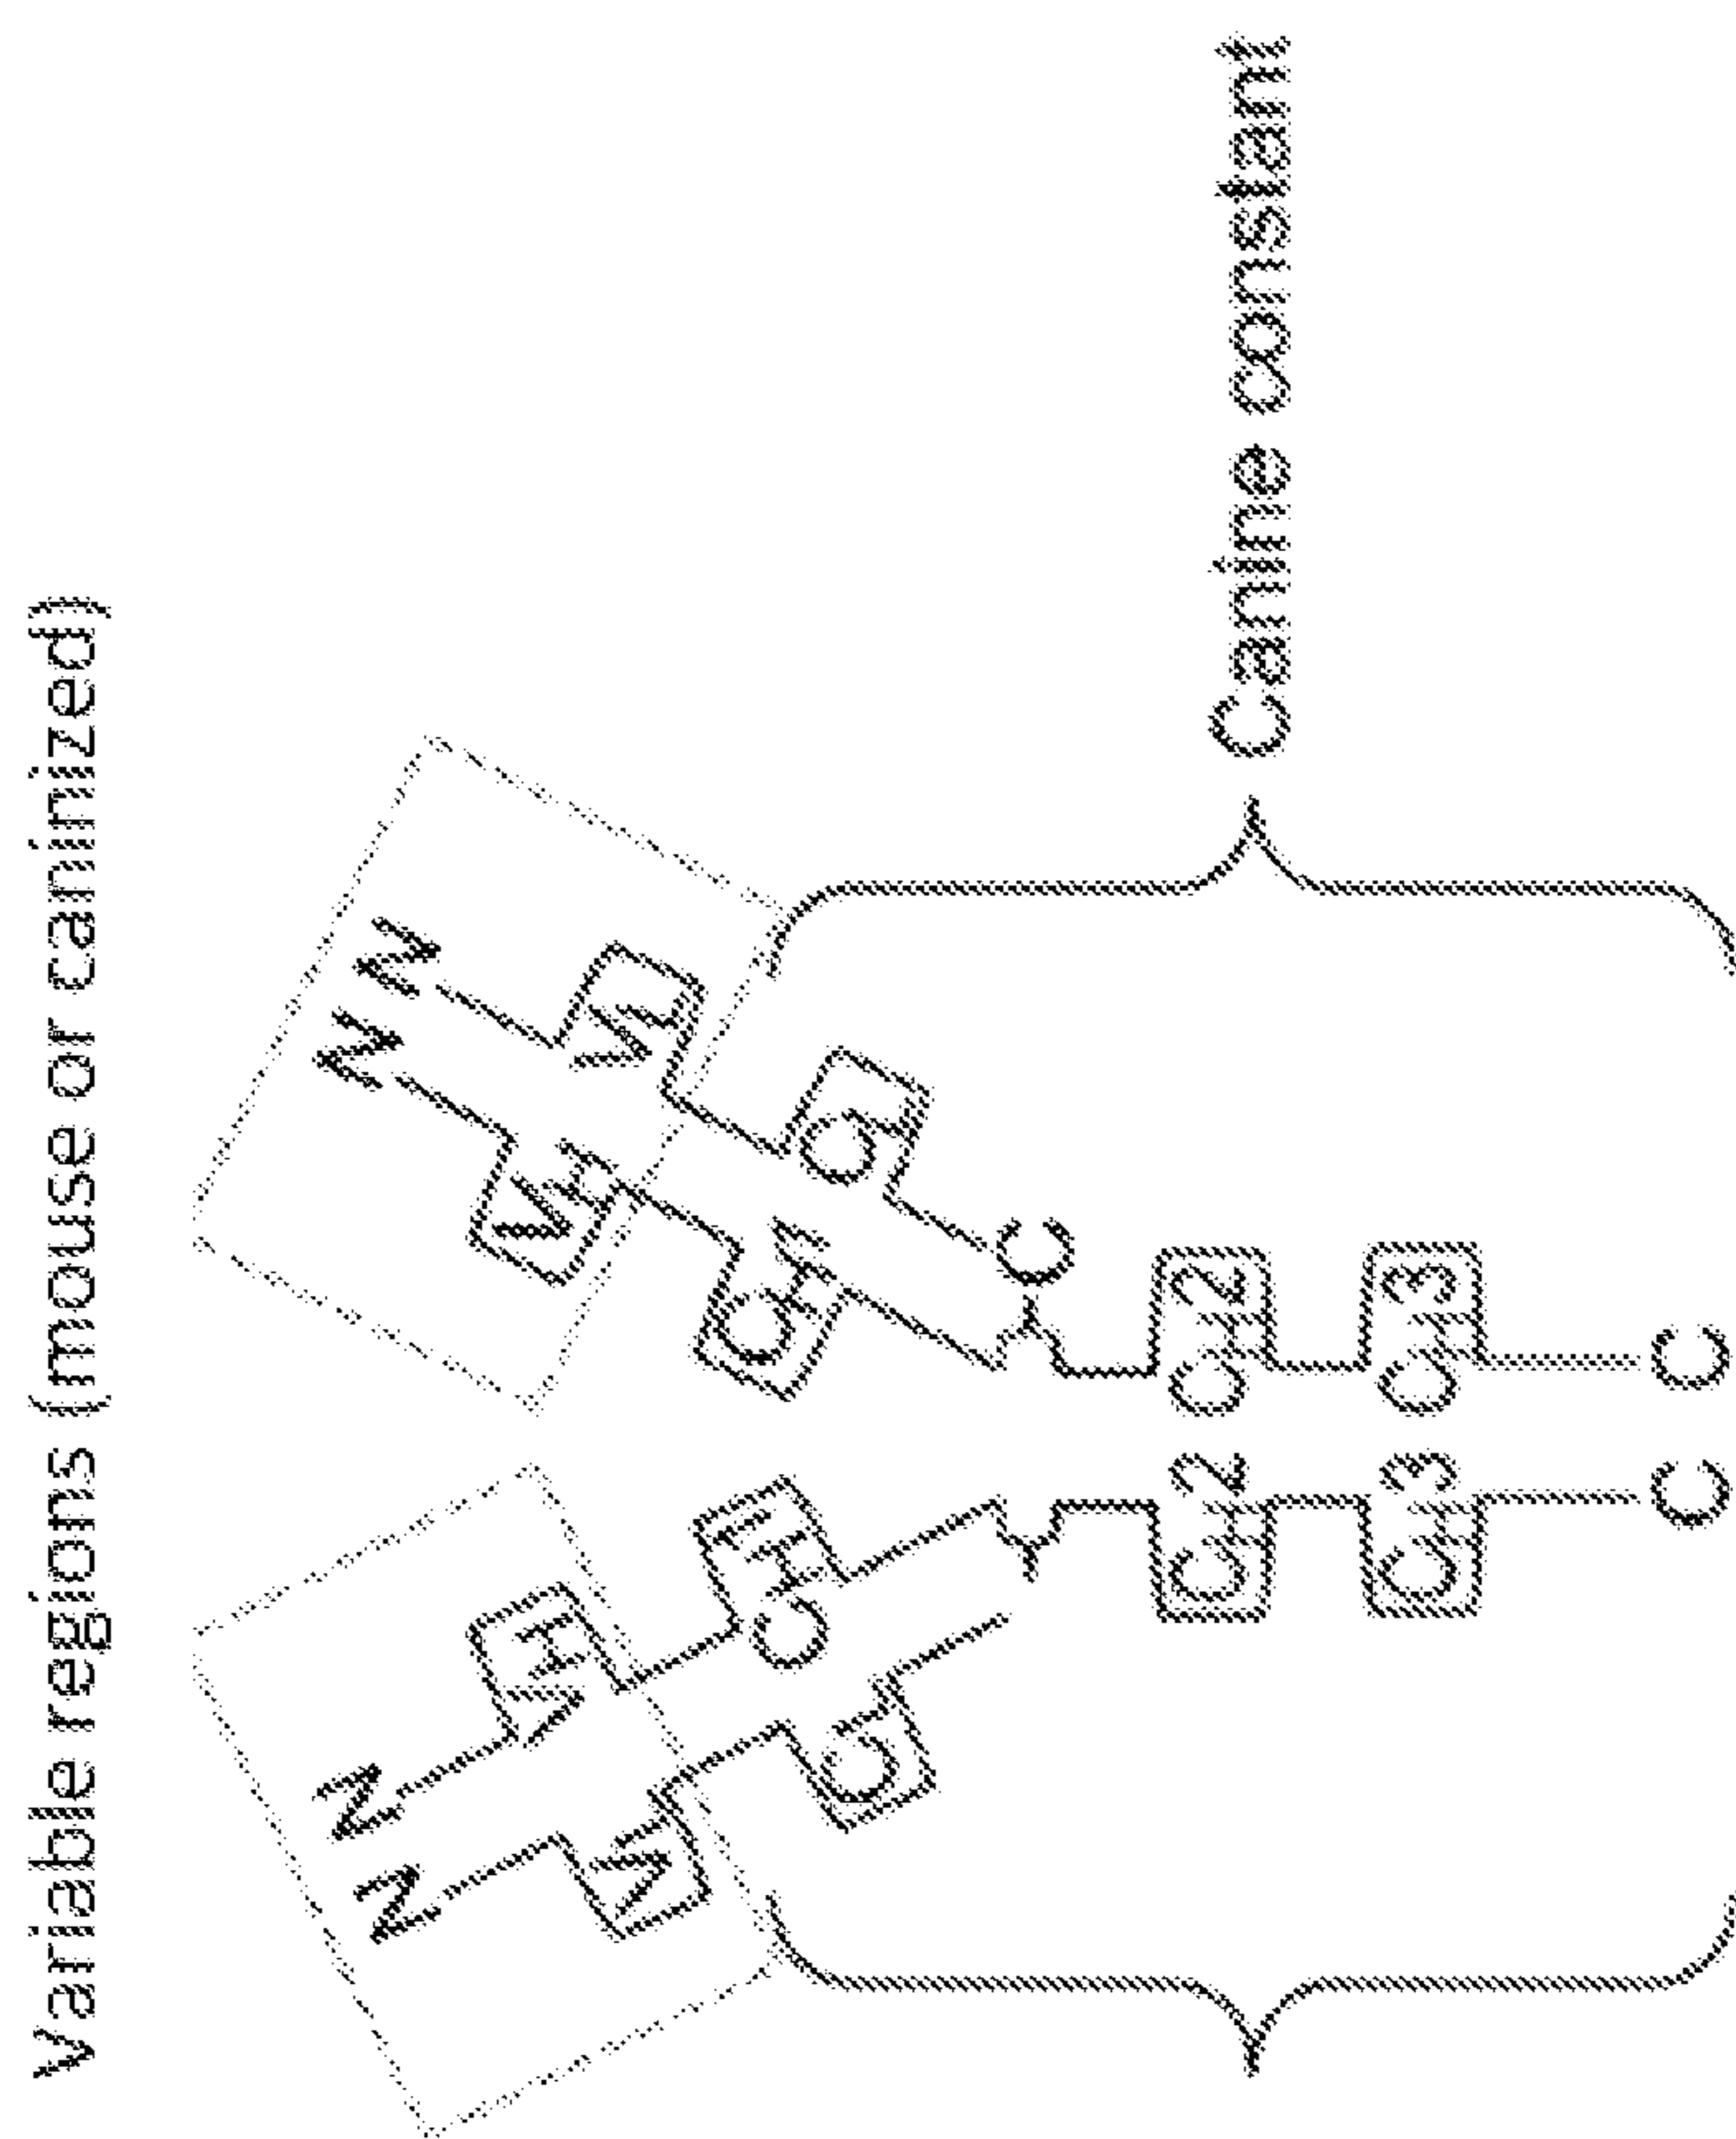 Variable regions (mouse or caninized)
N
N
N
N
VH
VH
VL
VL
CH1
CH1
CL
CL
C
CH2
CH2
Canine constant
CH3
CH3
C
C